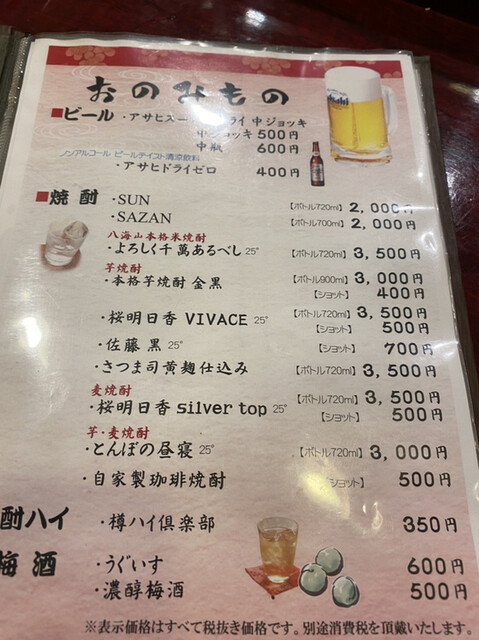 おのみもの
■ビール ・アサヒスーパードライ 中ジョッキ
中ジョッキ 500円
中瓶 600円
ノンアルコール ビールテイスト清涼飲料
・アサヒドライゼロ 400円
Asahi
■焼酎 ・SUN 【ボトル720ml】 2,000円
・SAZAN 【ボトル700ml】 2,000円
八海山本格米焼酎
・よろしく千萬あるべし 25° 【ボトル720ml】 3,500円
芋焼酎
・本格芋焼酎 金黒 【ボトル900ml】 3,000円
【ショット】 400円
・桜明日香 VIVACE 25° 【ボトル720ml】 3,500円
【ショット】 500円
・佐藤 黒 25° 【ショット】 700円
・さつま司黄麹仕込み 【ボトル720ml】 3,500円
麦焼酎
・桜明日香 silver top 25° 【ボトル720ml】 3,500円
【ショット】 500円
芋・麦焼酎
・とんぼの昼寝 25° 【ボトル720ml】 3,000円
・自家製珈琲焼酎 【ショット】 500円
酎ハイ ・樽ハイ倶楽部 350円
梅酒 ・うぐいす 600円
・濃醇梅酒 500円
※表示価格はすべて税抜き価格です。別途消費税を頂戴いたします。